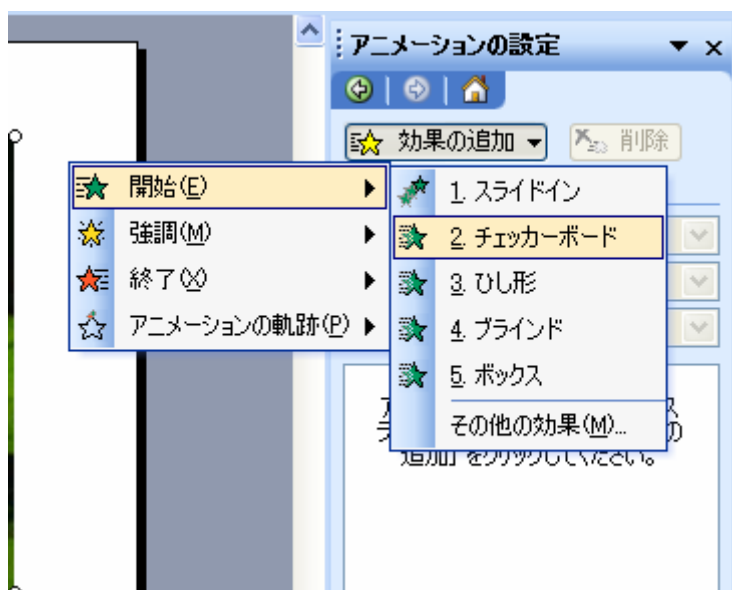 アニメーションの設定
効果の追加
削除
開始(E)
強調(M)
終了(X)
アニメーションの軌跡(P)
1. スライドイン
2. チェッカーボード
3. ひし形
4. ブラインド
5. ボックス
その他の効果(M)...
追加] をクリックしてください。